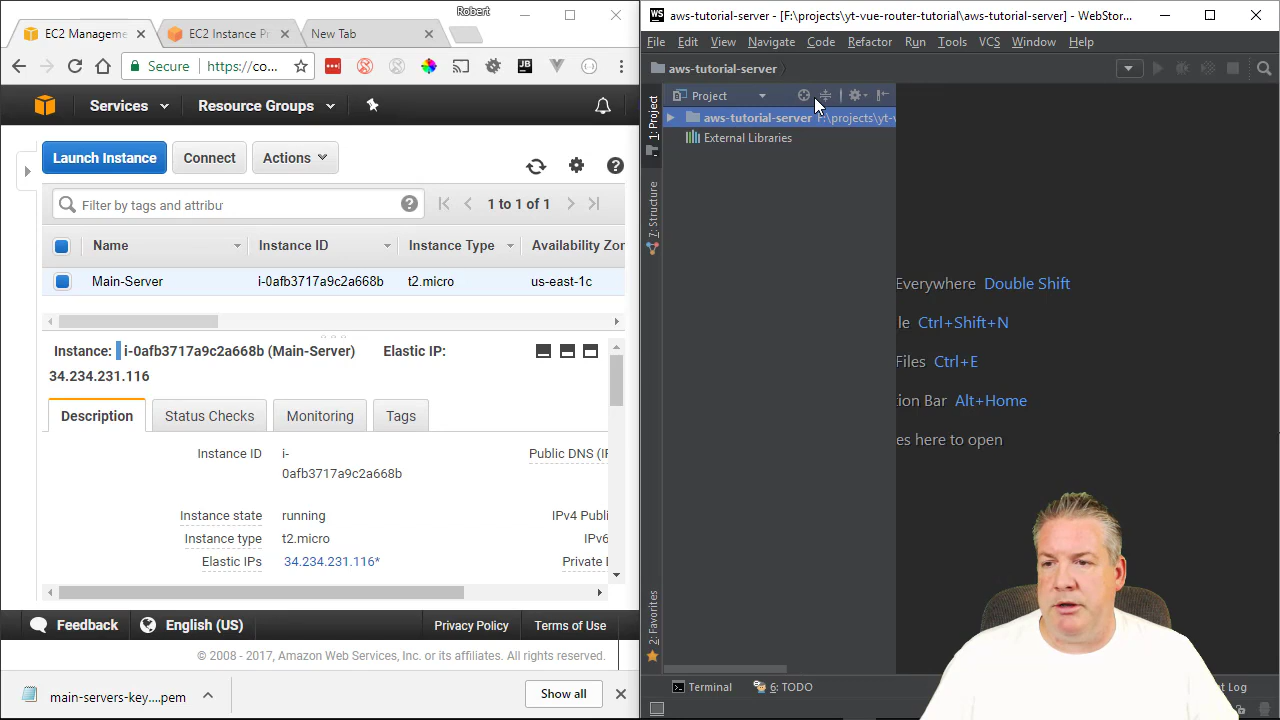 Robert
EC2 Manageme
EC2 Instance Pr
New Tab
Secure
https://co...
Services
Resource Groups
Launch Instance
Connect
Actions
Filter by tags and attribu
1 to 1 of 1
Name
Instance ID
Instance Type
Availability Zon
Main-Server
i-0afb3717a9c2a668b
t2.micro
us-east-1c
Instance:
i-0afb3717a9c2a668b (Main-Server)
Elastic IP:
34.234.231.116
Description
Status Checks
Monitoring
Tags
Instance ID
i-
0afb3717a9c2a668b
Public DNS (IP
Instance state
running
IPv4 Publi
Instance type
t2.micro
IPv6
Elastic IPs
34.234.231.116*
Private D
Feedback
English (US)
Privacy Policy
Terms of Use
© 2008 - 2017, Amazon Web Services, Inc. or its affiliates. All rights reserved.
main-servers-key....pem
Show all
WS
aws-tutorial-server - [F:\projects\yt-vue-router-tutorial\aws-tutorial-server] - WebStor...
File
Edit
View
Navigate
Code
Refactor
Run
Tools
VCS
Window
Help
aws-tutorial-server
1: Project
Project
aws-tutorial-server F:\projects\yt-v
External Libraries
7: Structure
Everywhere Double Shift
le Ctrl+Shift+N
Files Ctrl+E
ion Bar Alt+Home
es here to open
2: Favorites
Terminal
6: TODO
t Log